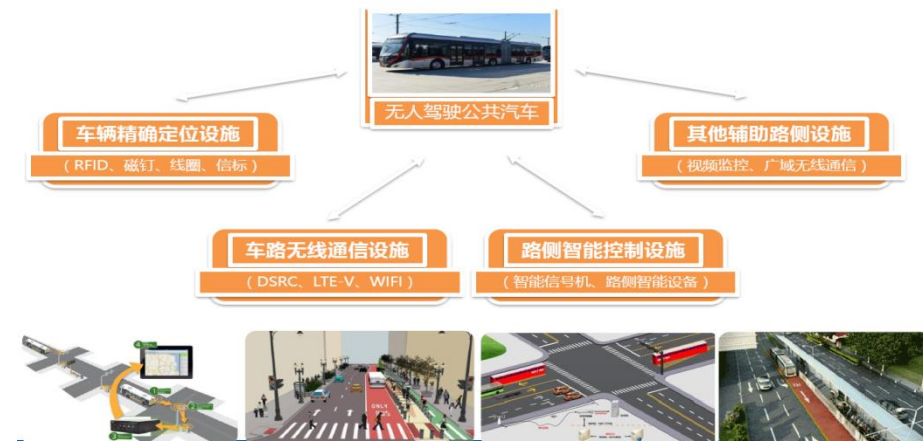 无人驾驶公共汽车
车辆精确定位设施
（RFID、磁钉、线圈、信标）
其他辅助路侧设施
（视频监控、广域无线通信）
车路无线通信设施
（DSRC、LTE-V、WIFI）
路侧智能控制设施
（智能信号机、路侧智能设备）
ONLY